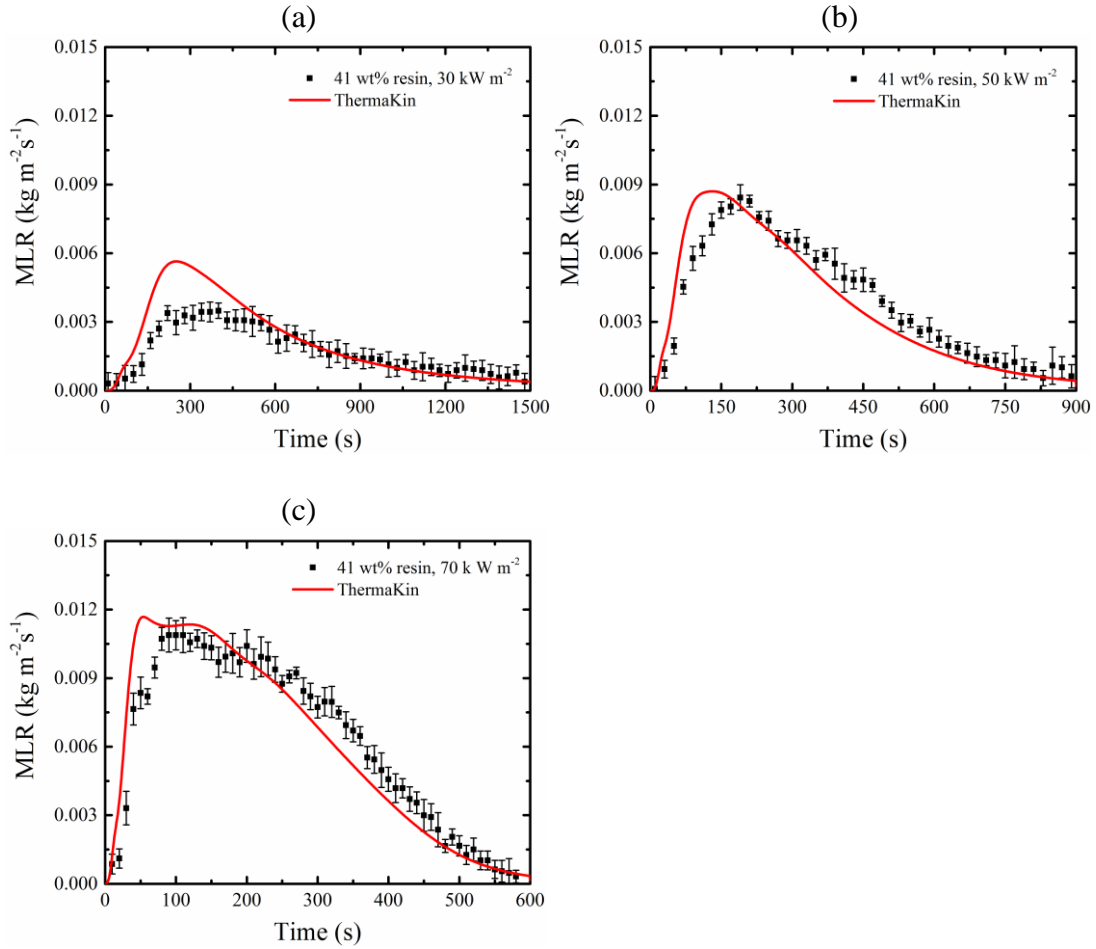 (a)
0.015
0.012
0.009
0.006
0.003
0.000
MLR (kg m⁻²s⁻¹)
41 wt% resin, 30 kW m⁻²
ThermaKin
0 300 600 900 1200 1500
Time (s)
(b)
0.015
0.012
0.009
0.006
0.003
0.000
MLR (kg m⁻²s⁻¹)
41 wt% resin, 50 kW m⁻²
ThermaKin
0 150 300 450 600 750 900
Time (s)
(c)
0.015
0.012
0.009
0.006
0.003
0.000
MLR (kg m⁻²s⁻¹)
41 wt% resin, 70 k W m⁻²
ThermaKin
0 100 200 300 400 500 600
Time (s)